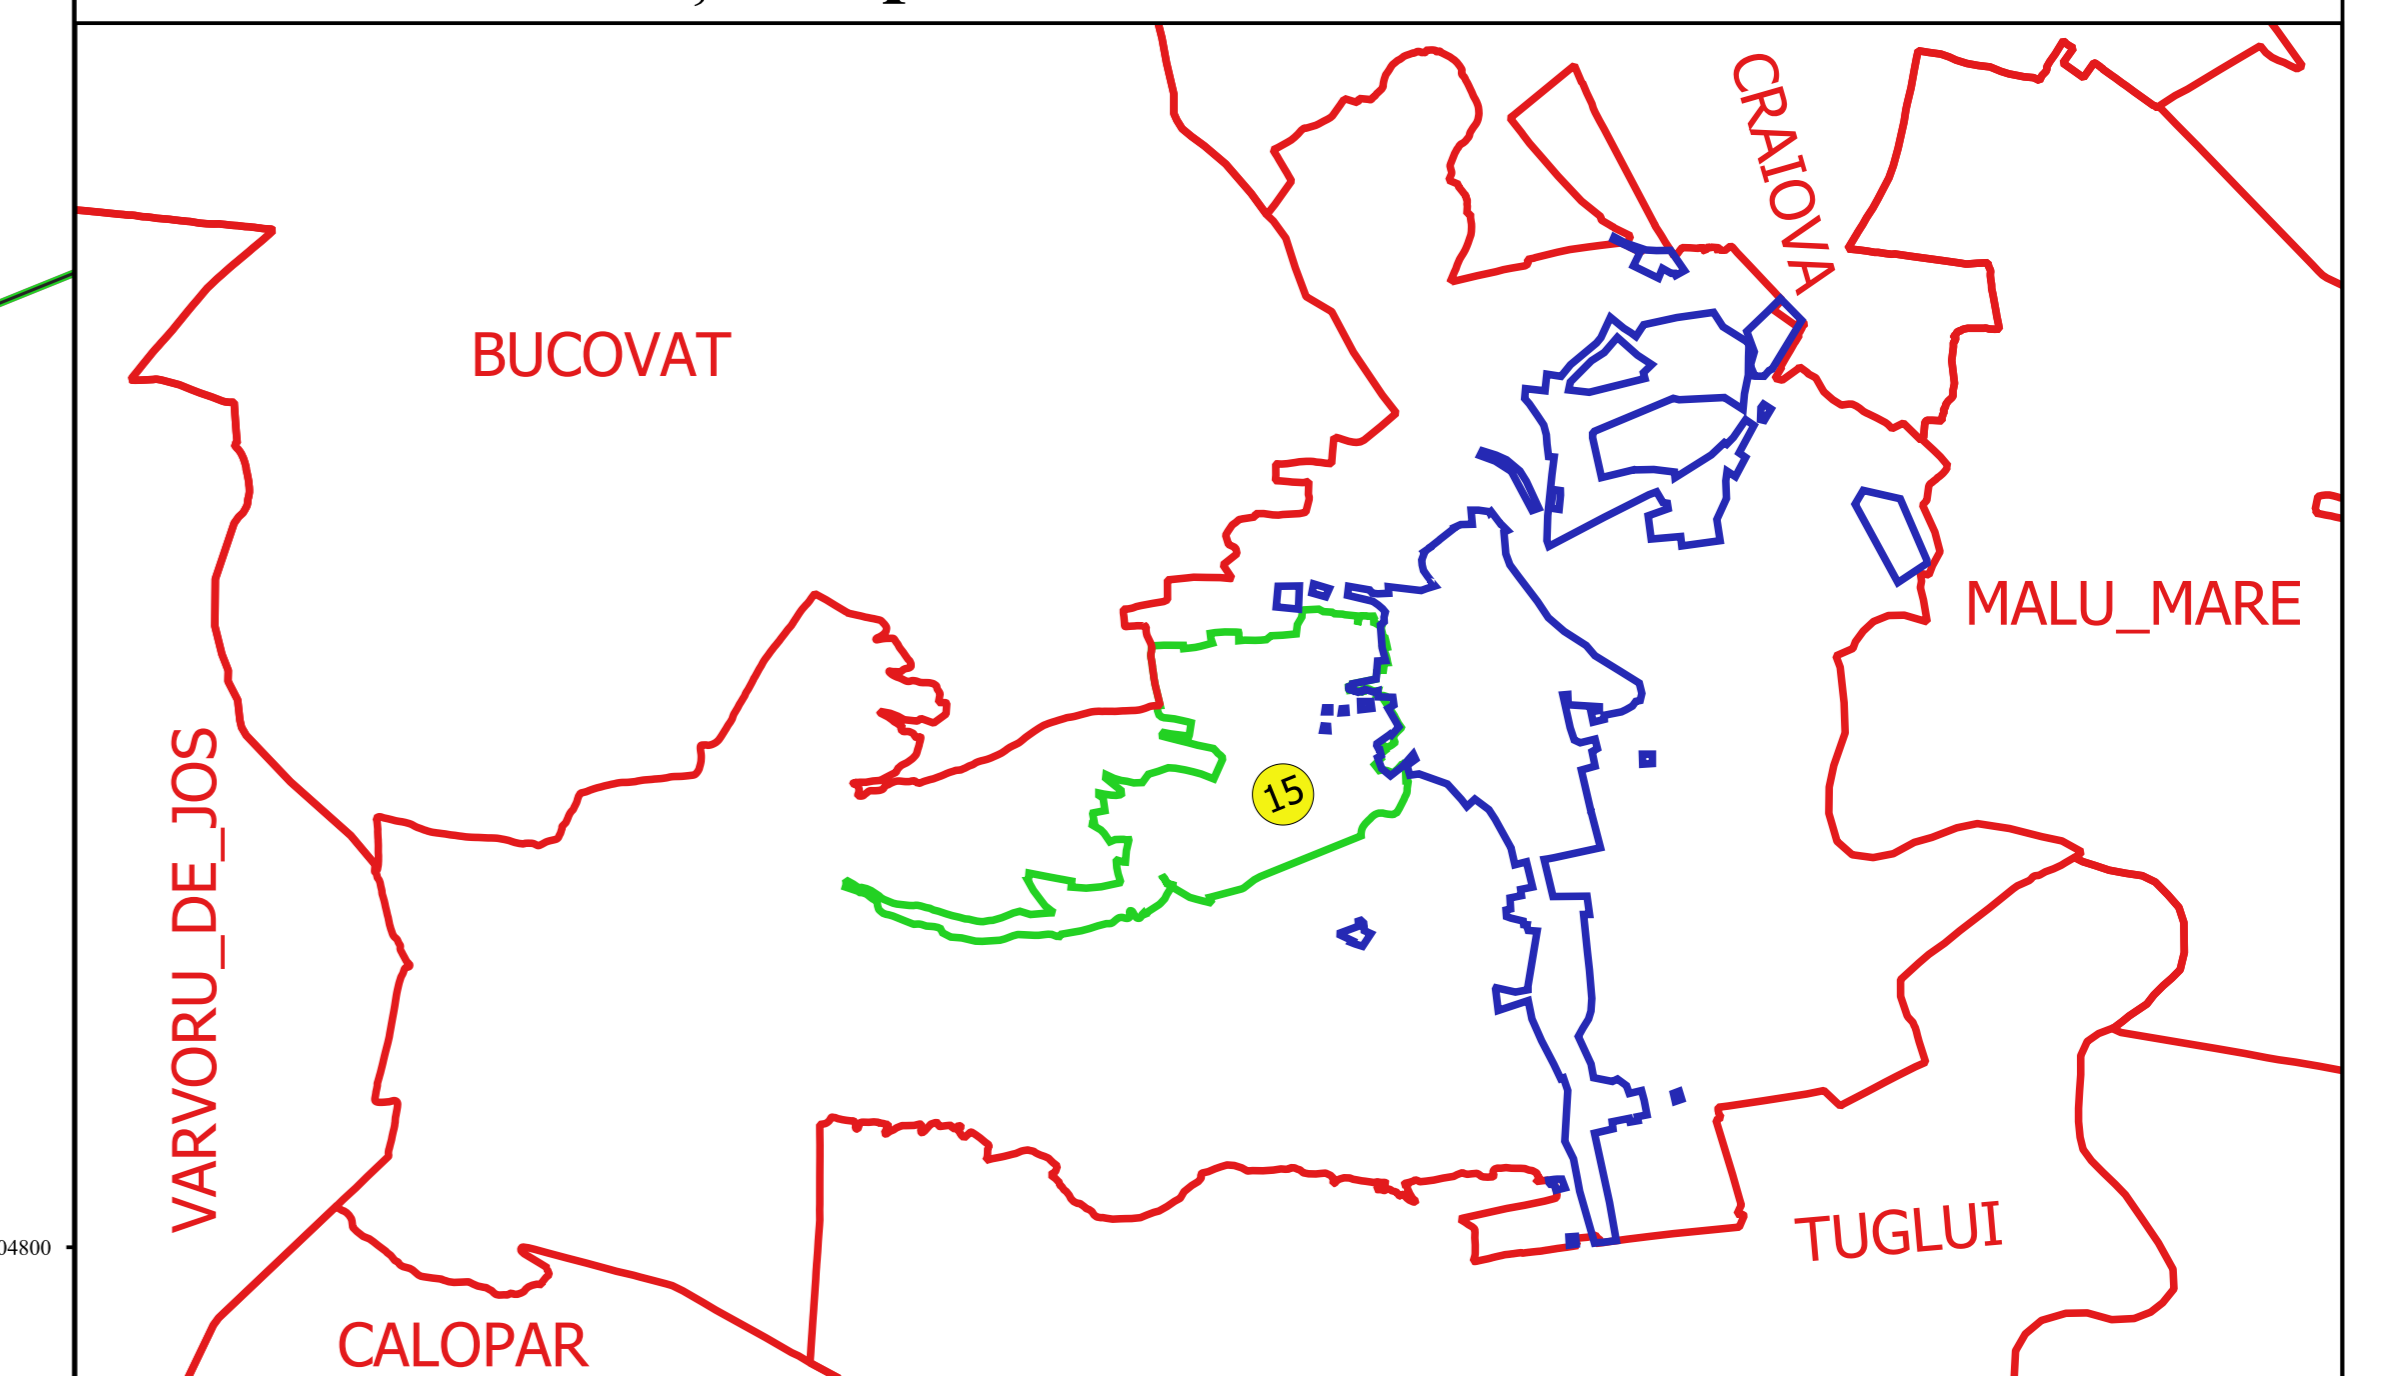 CRAIOVA
BUCOVAT
MALU_MARE
VARVORU_DE_JOS
15
TUGLUI
04800
CALOPAR